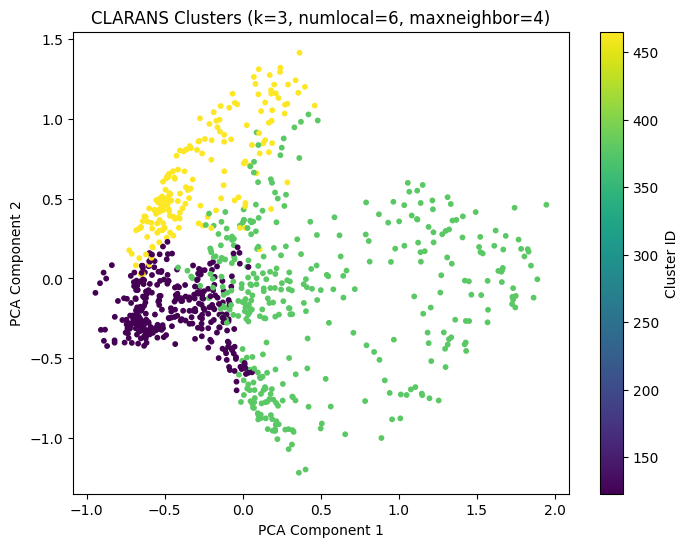 CLARANS Clusters (k=3, numlocal=6, maxneighbor=4)
1.5
1.0
0.5
0.0
−0.5
−1.0
PCA Component 2
−1.0 −0.5 0.0 0.5 1.0 1.5 2.0
PCA Component 1
450
400
350
300
250
200
150
Cluster ID